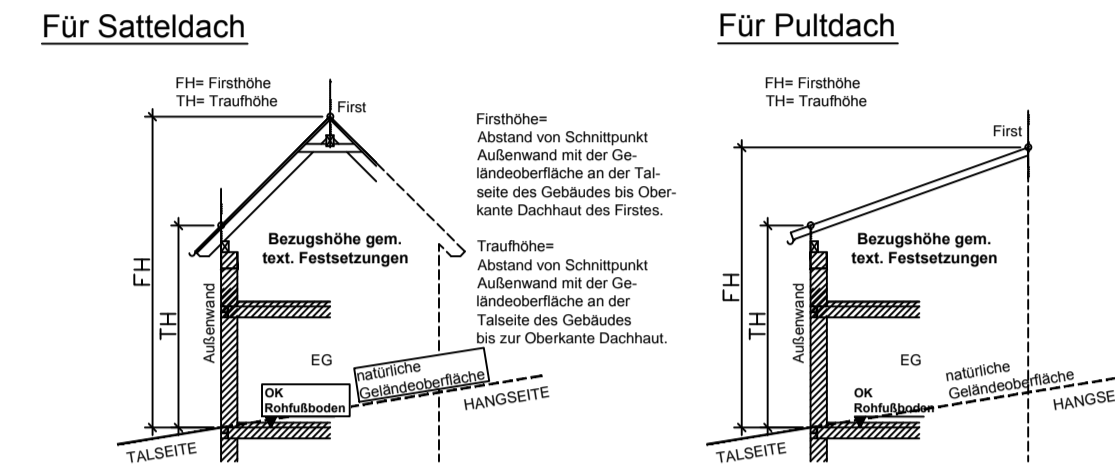 Für Satteldach
FH= Firsthöhe
TH= Traufhöhe
First
Firsthöhe=
Abstand von Schnittpunkt
Außenwand mit der Ge-
ländeoberfläche an der Tal-
seite des Gebäudes bis Ober-
kante Dachhaut des Firstes.
Traufhöhe=
Abstand von Schnittpunkt
Außenwand mit der Ge-
ländeoberfläche an der
Talseite des Gebäudes
bis zur Oberkante Dachhaut.
Bezugshöhe gem.
text. Festsetzungen
FH
TH
Außenwand
EG
natürliche
Geländeoberfläche
OK
Rohfußboden
HANGSEITE
TALSEITE
Für Pultdach
FH= Firsthöhe
TH= Traufhöhe
First
Bezugshöhe gem.
text. Festsetzungen
FH
TH
Außenwand
EG
natürliche
Geländeoberfläche
OK
Rohfußboden
HANGSE
TALSEITE